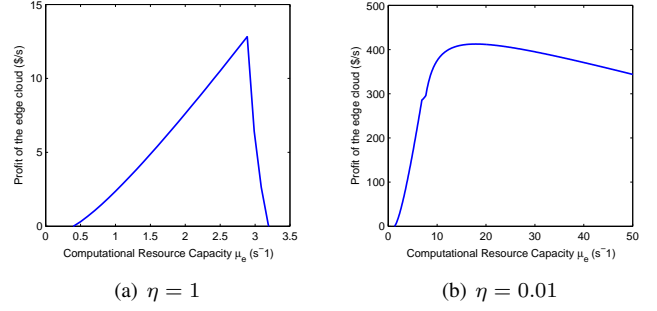 15
10
5
0
Profit of the edge cloud ($/s)
0 0.5 1 1.5 2 2.5 3 3.5
Computational Resource Capacity μ_e (s^-1)
(a) η = 1
500
400
300
200
100
0
Profit of the edge cloud ($/s)
0 10 20 30 40 50
Computational Resource Capacity μ_e (s^-1)
(b) η = 0.01